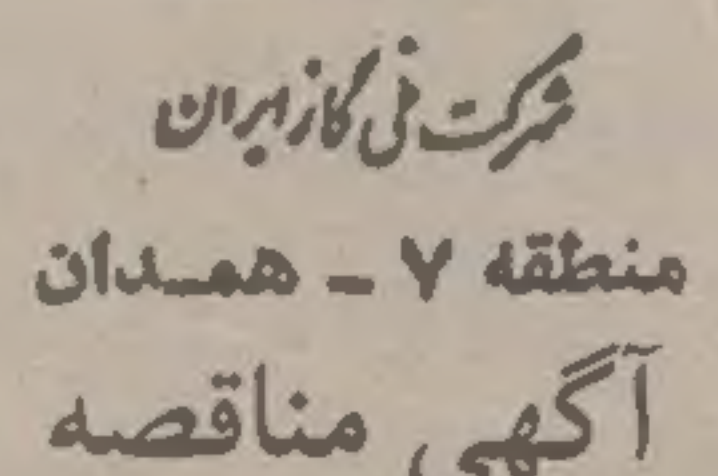 شرکت ملی گاز ایران
منطقه ۷ - همدان
آگهی مناقصه